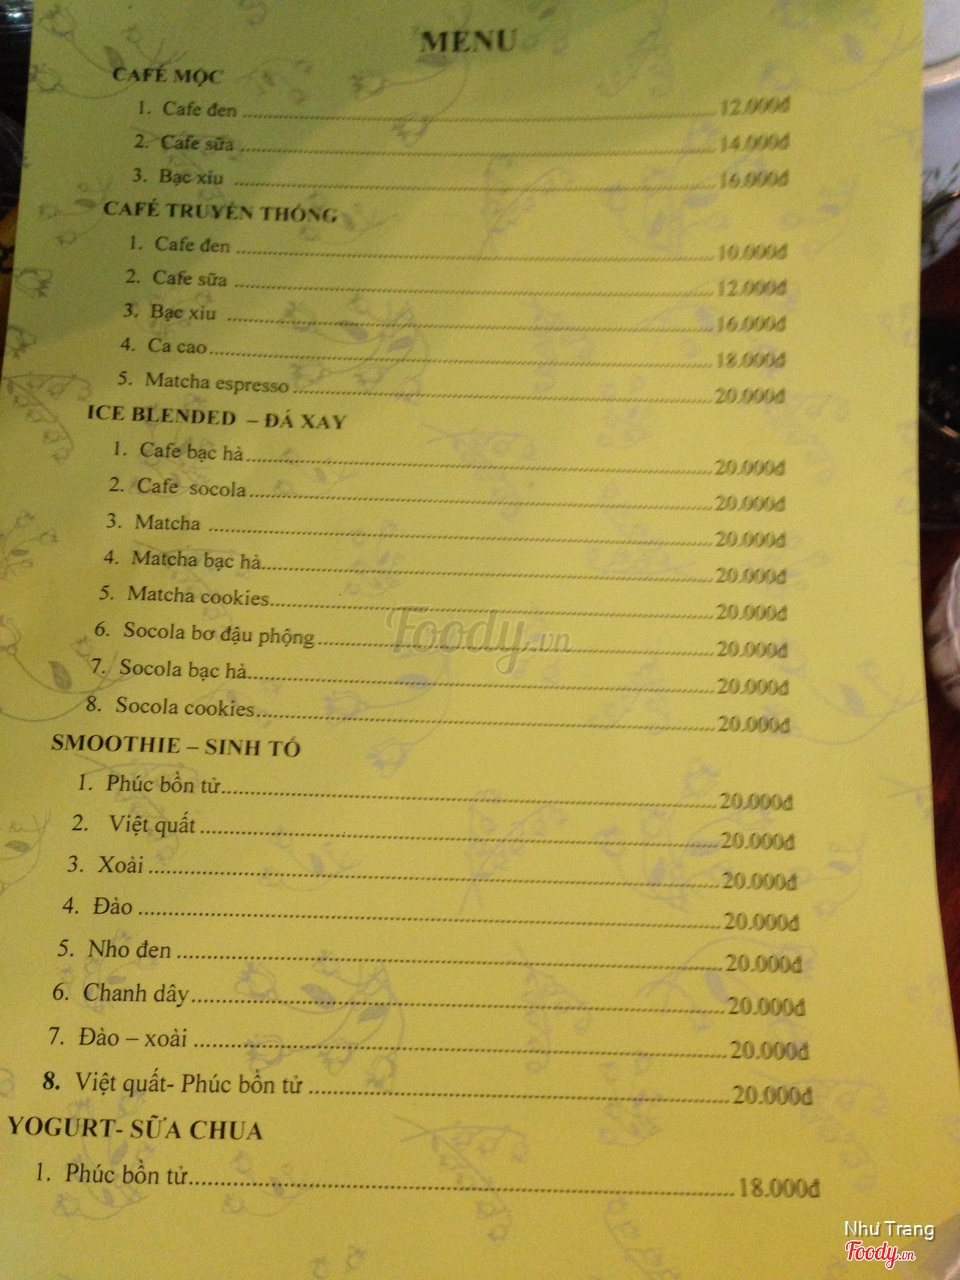 MENU
CAFÉ MỘC
1. Cafe đen ........ 12.000đ
2. Cafe sữa ........ 14.000đ
3. Bạc xíu ........ 16.000đ
CAFÉ TRUYỀN THỐNG
1. Cafe đen ........ 10.000đ
2. Cafe sữa ........ 12.000đ
3. Bạc xíu ........ 16.000đ
4. Ca cao ........ 18.000đ
5. Matcha espresso ........ 20.000đ
ICE BLENDED – ĐÁ XAY
1. Cafe bạc hà ........ 20.000đ
2. Cafe socola ........ 20.000đ
3. Matcha ........ 20.000đ
4. Matcha bạc hà ........ 20.000đ
5. Matcha cookies ........ 20.000đ
6. Socola bơ đậu phộng ........ 20.000đ
7. Socola bạc hà ........ 20.000đ
8. Socola cookies ........ 20.000đ
SMOOTHIE – SINH TỐ
1. Phúc bồn tử ........ 20.000đ
2. Việt quất ........ 20.000đ
3. Xoài ........ 20.000đ
4. Đào ........ 20.000đ
5. Nho đen ........ 20.000đ
6. Chanh dây ........ 20.000đ
7. Đào – xoài ........ 20.000đ
8. Việt quất- Phúc bồn tử ........ 20.000đ
YOGURT- SỮA CHUA
1. Phúc bồn tử ........ 18.000đ
Foody.vn
Như Trang
Foody.vn